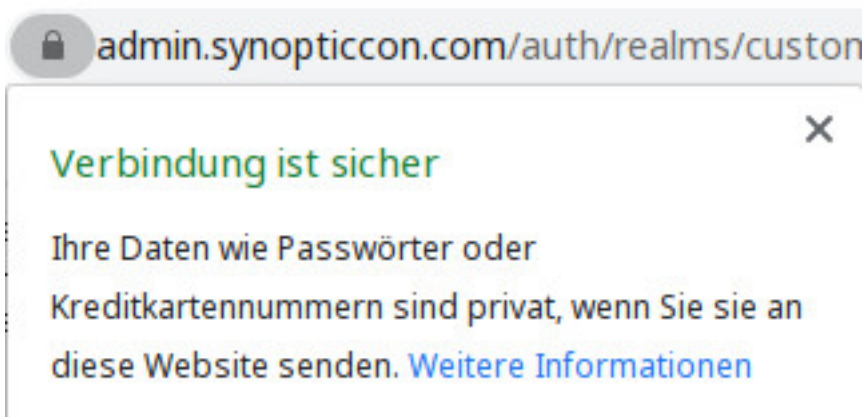 admin.synopticcon.com/auth/realms/custom
Verbindung ist sicher
Ihre Daten wie Passwörter oder
Kreditkartennummern sind privat, wenn Sie sie an
diese Website senden. Weitere Informationen